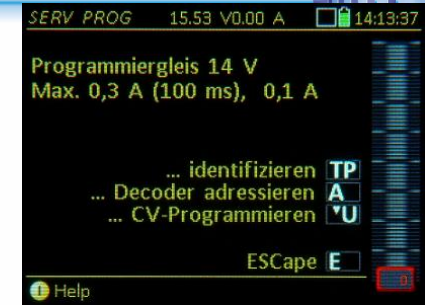 SERV PROG 15.53 V0.00 A 14:13:37
Programmiergleis 14 V
Max. 0,3 A (100 ms), 0,1 A
... identifizieren TP
... Decoder adressieren A
... CV-Programmieren ▾U
ESCape E
0
i Help